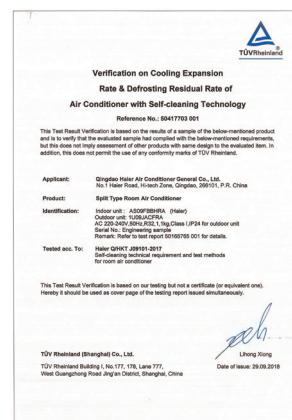 TÜVRheinland
Verification on Cooling Expansion
Rate & Defrosting Residual Rate of
Air Conditioner with Self-cleaning Technology
Reference No.: 50417703 001
This Test Result Verification is based on the results of a sample of the below-mentioned product
and is to verify that the evaluated sample had complied with the below-mentioned requirements,
but this does not imply assessment of other products with same design to the evaluated item. In
addition, this does not permit the use of any conformity marks of TÜV Rheinland.
Applicant: Qingdao Haier Air Conditioner General Co., Ltd.
No.1 Haier Road, Hi-tech Zone, Qingdao, 266101, P.R. China
Product: Split Type Room Air Conditioner
Identification: Indoor unit : AS09FBBHRA (Haier)
Outdoor unit: 1U09JACFRA
AC 220-240V,50Hz,R32,1.1kg,Class I,IP24 for outdoor unit
Serial No.: Engineering sample
Remark: Refer to test report 50165765 001 for details.
Tested acc. To: Haier Q/HKT J09101-2017
Self-cleaning technical requirement and test methods
for room air conditioner
This Test Result Verification is based on our testing but not a certificate (or equivalent one).
Hereby it should be used as cover page of the testing report issued simultaneously.
TÜV Rheinland (Shanghai) Co., Ltd.
Lihong Xiong
TÜV Rheinland Building I, No.177, 178, Lane 777,
West Guangzhong Road Jing'an District, Shanghai, China
Date of issue: 29.09.2018